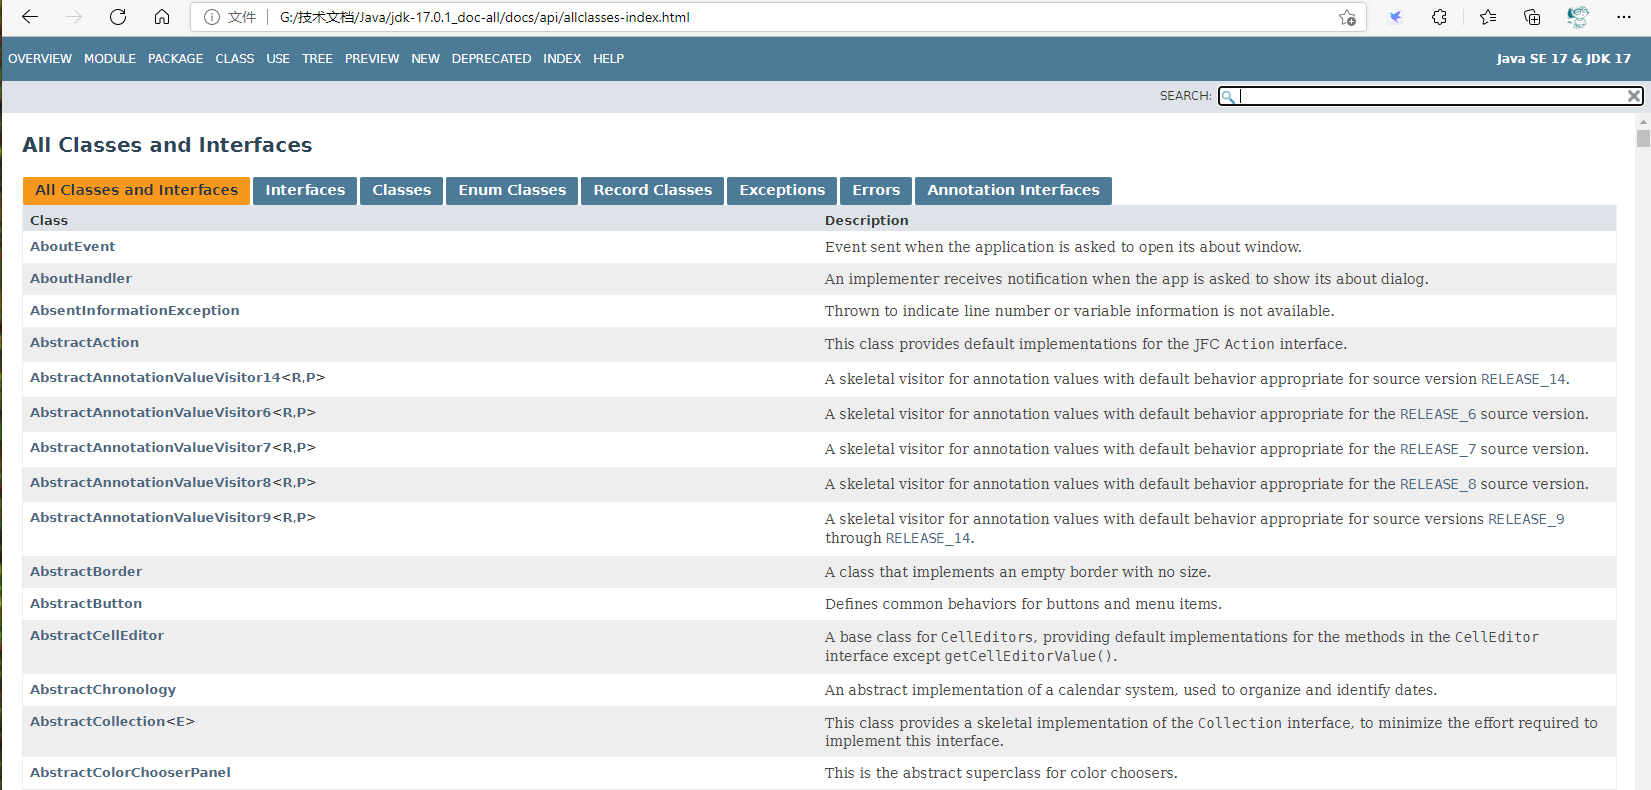 文件 G:/技术文档/Java/jdk-17.0.1_doc-all/docs/api/allclasses-index.html
OVERVIEW MODULE PACKAGE CLASS USE TREE PREVIEW NEW DEPRECATED INDEX HELP Java SE 17 & JDK 17
SEARCH:
All Classes and Interfaces
All Classes and Interfaces Interfaces Classes Enum Classes Record Classes Exceptions Errors Annotation Interfaces
Class Description
AboutEvent Event sent when the application is asked to open its about window.
AboutHandler An implementer receives notification when the app is asked to show its about dialog.
AbsentInformationException Thrown to indicate line number or variable information is not available.
AbstractAction This class provides default implementations for the JFC Action interface.
AbstractAnnotationValueVisitor14<R,P> A skeletal visitor for annotation values with default behavior appropriate for source version RELEASE_14.
AbstractAnnotationValueVisitor6<R,P> A skeletal visitor for annotation values with default behavior appropriate for the RELEASE_6 source version.
AbstractAnnotationValueVisitor7<R,P> A skeletal visitor for annotation values with default behavior appropriate for the RELEASE_7 source version.
AbstractAnnotationValueVisitor8<R,P> A skeletal visitor for annotation values with default behavior appropriate for the RELEASE_8 source version.
AbstractAnnotationValueVisitor9<R,P> A skeletal visitor for annotation values with default behavior appropriate for source versions RELEASE_9
through RELEASE_14.
AbstractBorder A class that implements an empty border with no size.
AbstractButton Defines common behaviors for buttons and menu items.
AbstractCellEditor A base class for CellEditors, providing default implementations for the methods in the CellEditor
interface except getCellEditorValue().
AbstractChronology An abstract implementation of a calendar system, used to organize and identify dates.
AbstractCollection<E> This class provides a skeletal implementation of the Collection interface, to minimize the effort required to
implement this interface.
AbstractColorChooserPanel This is the abstract superclass for color choosers.